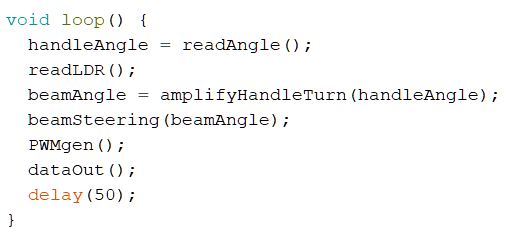 void loop() {
  handleAngle = readAngle();
  readLDR();
  beamAngle = amplifyHandleTurn(handleAngle);
  beamSteering(beamAngle);
  PWMgen();
  dataOut();
  delay(50);
}